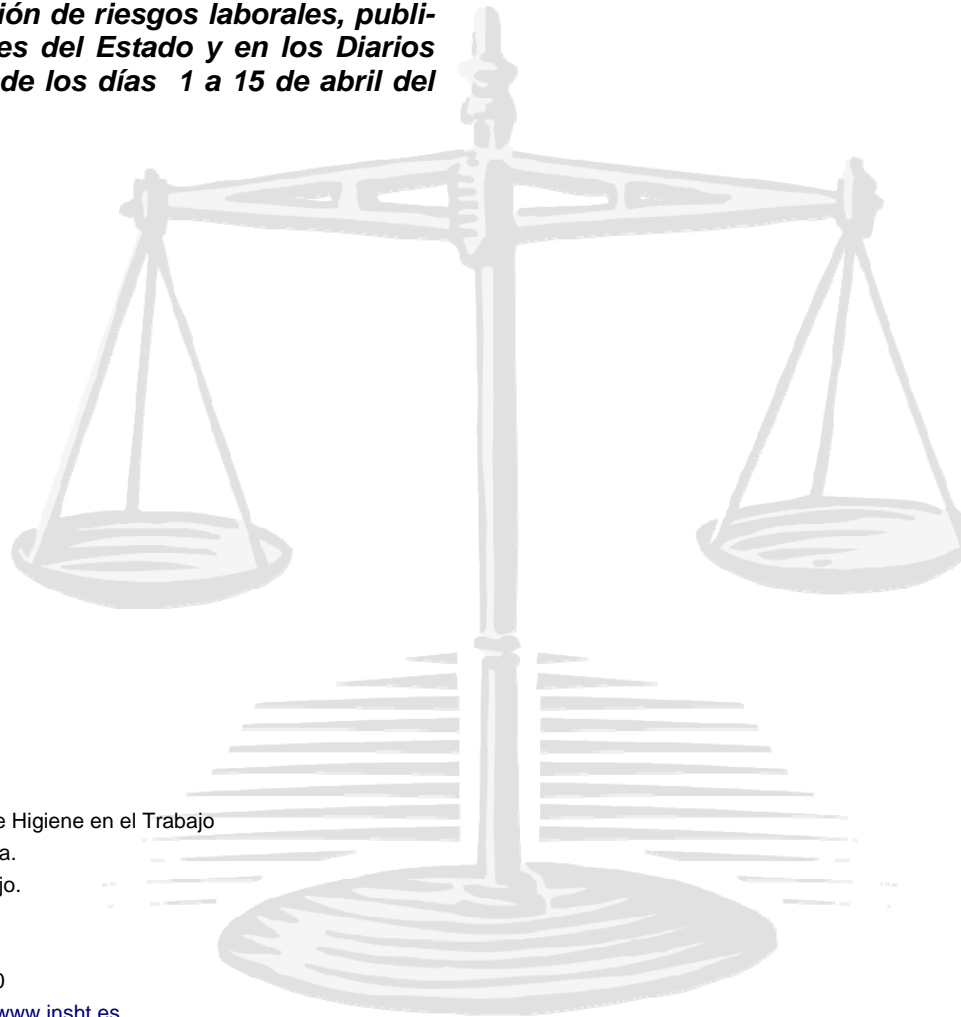 ión de riesgos laborales, publi-
es del Estado y en los Diarios
de los días 1 a 15 de abril del
e Higiene en el Trabajo
a.
jo.
0
www.insht.es